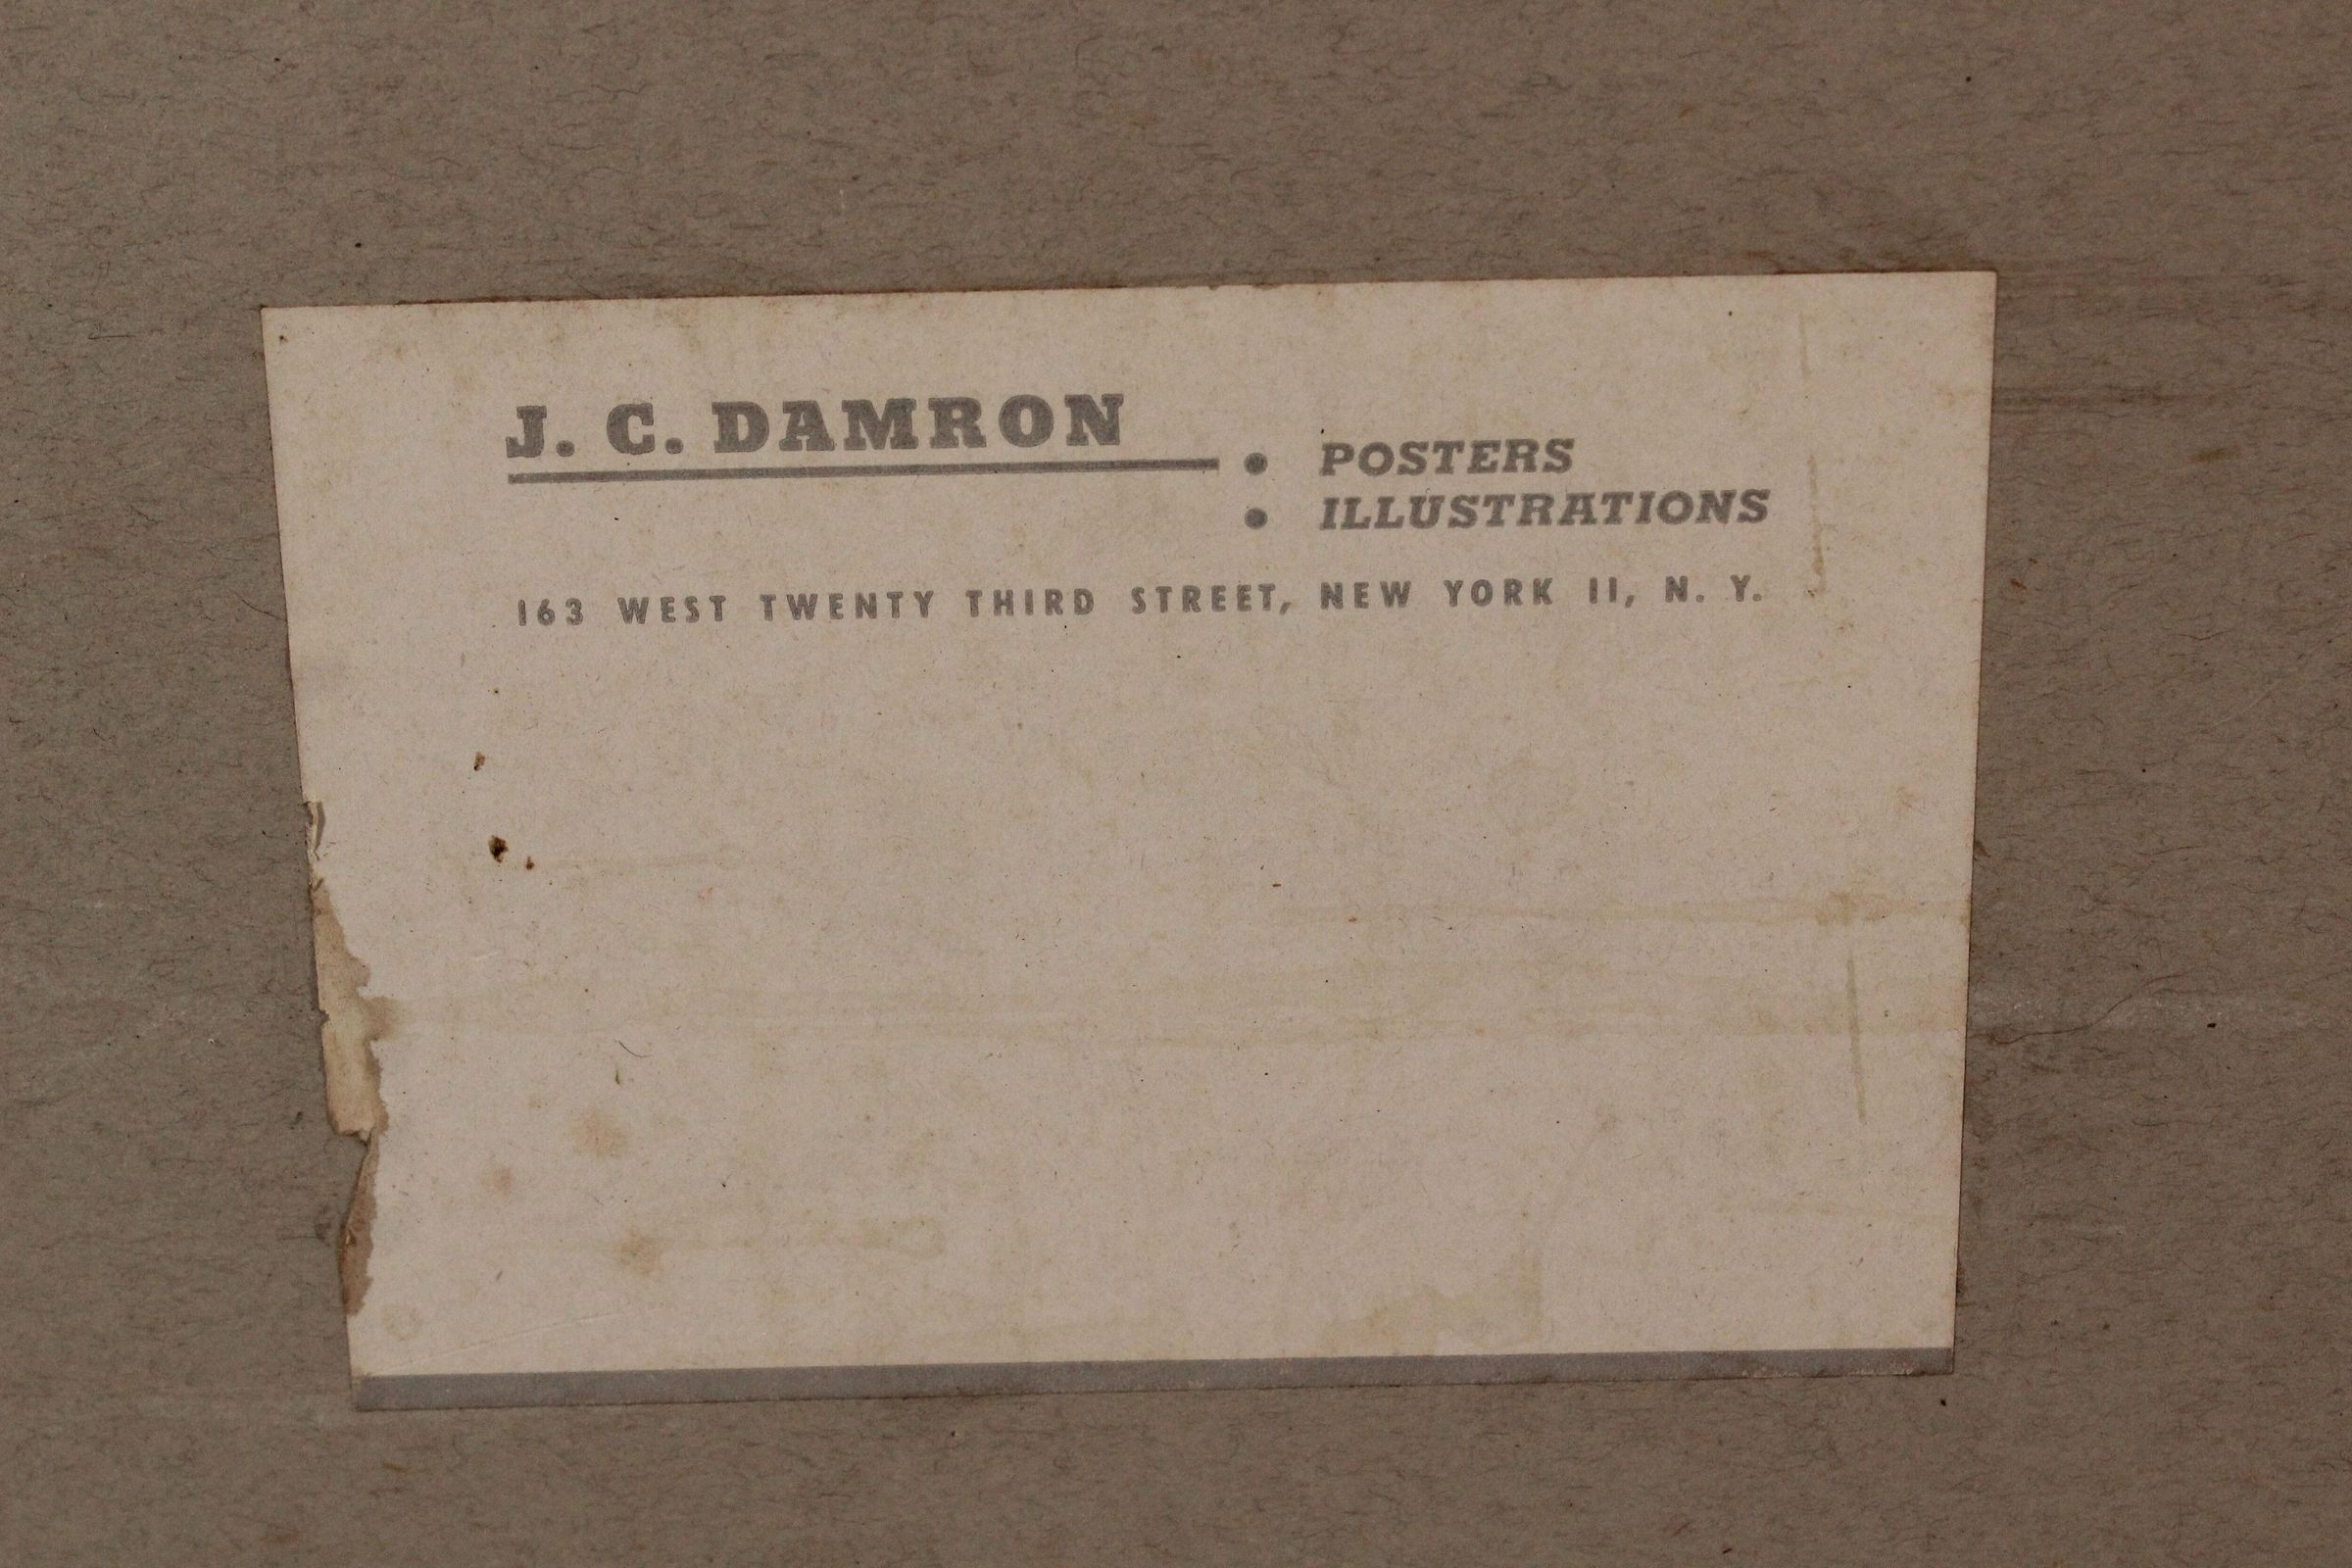 J. C. DAMRON
• POSTERS
• ILLUSTRATIONS
163 WEST TWENTY THIRD STREET, NEW YORK 11, N. Y.